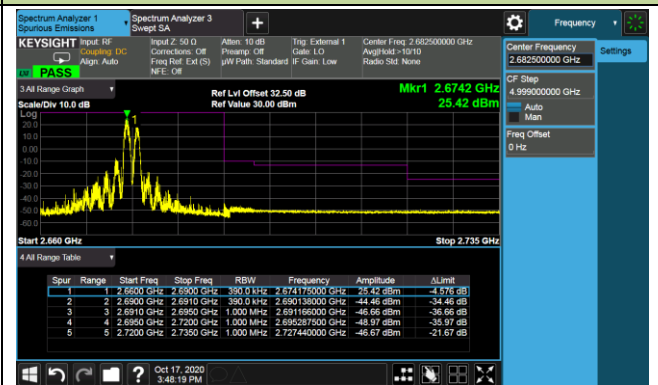 Spectrum Analyzer 1
Spurious Emissions
Spectrum Analyzer 3
Swept SA
Frequency
KEYSIGHT
Input: RF
Coupling: DC
Align: Auto
Input Z: 50 Ω
Corrections: Off
Freq Ref: Ext (S)
NFE: Off
Atten: 10 dB
Preamp: Off
µW Path: Standard
Trig: External 1
Gate: LO
IF Gain: Low
Center Freq: 2.682500000 GHz
Avg|Hold:>10/10
Radio Std: None
PASS
Center Frequency
2.682500000 GHz
Settings
CF Step
4.999000000 GHz
Auto
Man
Freq Offset
0 Hz
3 All Range Graph
Scale/Div 10.0 dB
Ref Lvl Offset 32.50 dB
Ref Value 30.00 dBm
Mkr1 2.6742 GHz
25.42 dBm
Log
20.0
10.0
0.00
-10.0
-20.0
-30.0
-40.0
-50.0
-60.0
1
Start 2.660 GHz
Stop 2.735 GHz
4 All Range Table
Spur Range Start Freq Stop Freq RBW Frequency Amplitude ΔLimit
1 1 2.6600 GHz 2.6900 GHz 390.0 kHz 2.674175000 GHz 25.42 dBm -4.576 dB
2 2 2.6900 GHz 2.6910 GHz 390.0 kHz 2.690138000 GHz -44.46 dBm -34.46 dB
3 3 2.6910 GHz 2.6950 GHz 1.000 MHz 2.691166000 GHz -46.66 dBm -36.66 dB
4 4 2.6950 GHz 2.7200 GHz 1.000 MHz 2.695287500 GHz -48.97 dBm -35.97 dB
5 5 2.7200 GHz 2.7350 GHz 1.000 MHz 2.727440000 GHz -46.67 dBm -21.67 dB
Oct 17, 2020
3:48:19 PM